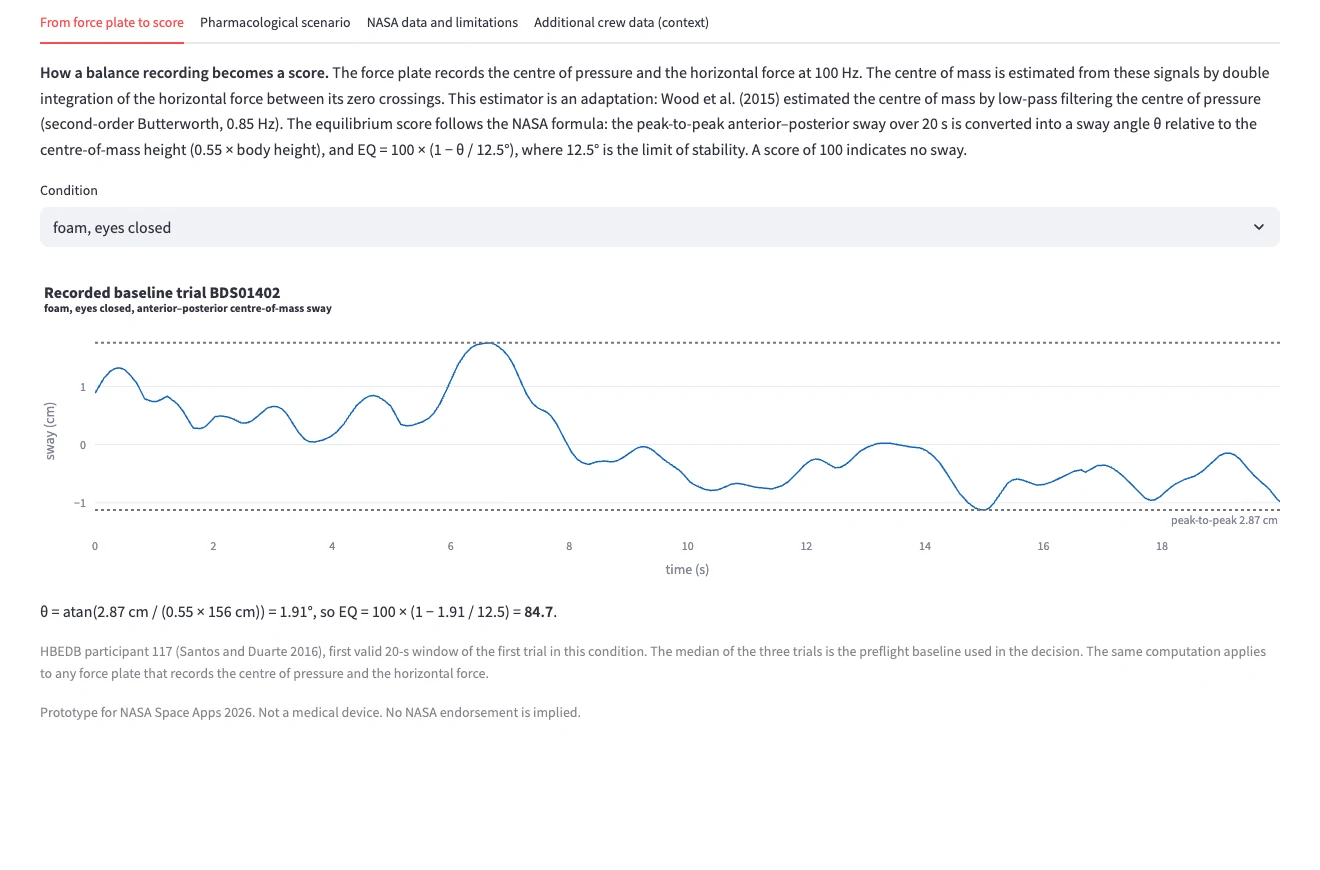 From force plate to score Pharmacological scenario NASA data and limitations Additional crew data (context)
How a balance recording becomes a score. The force plate records the centre of pressure and the horizontal force at 100 Hz. The centre of mass is estimated from these signals by double
integration of the horizontal force between its zero crossings. This estimator is an adaptation: Wood et al. (2015) estimated the centre of mass by low-pass filtering the centre of pressure
(second-order Butterworth, 0.85 Hz). The equilibrium score follows the NASA formula: the peak-to-peak anterior–posterior sway over 20 s is converted into a sway angle θ relative to the
centre-of-mass height (0.55 × body height), and EQ = 100 × (1 − θ / 12.5°), where 12.5° is the limit of stability. A score of 100 indicates no sway.
Condition
foam, eyes closed
Recorded baseline trial BDS01402
foam, eyes closed, anterior–posterior centre-of-mass sway
sway (cm)
1
0
−1
peak-to-peak 2.87 cm
0 2 4 6 8 10 12 14 16 18
time (s)
θ = atan(2.87 cm / (0.55 × 156 cm)) = 1.91°, so EQ = 100 × (1 − 1.91 / 12.5) = 84.7.
HBEDB participant 117 (Santos and Duarte 2016), first valid 20-s window of the first trial in this condition. The median of the three trials is the preflight baseline used in the decision. The same computation applies
to any force plate that records the centre of pressure and the horizontal force.
Prototype for NASA Space Apps 2026. Not a medical device. No NASA endorsement is implied.